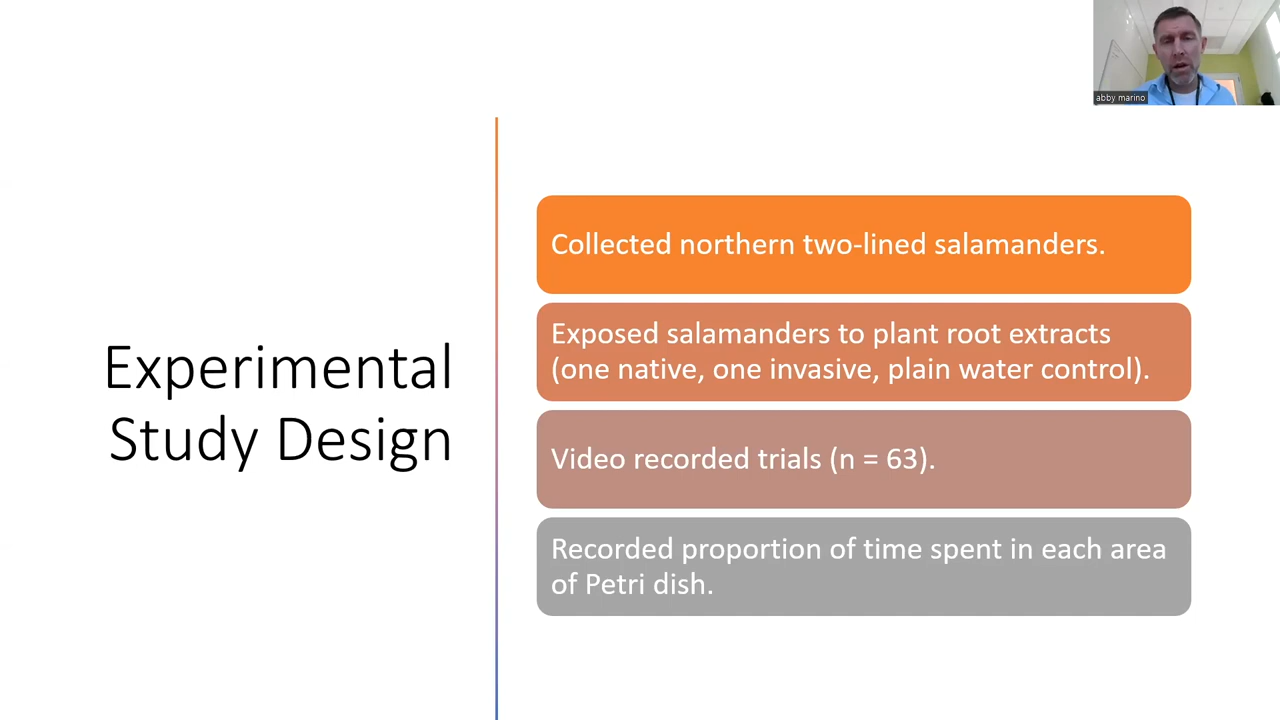 abby marino
Experimental
Study Design
Collected northern two-lined salamanders.
Exposed salamanders to plant root extracts
(one native, one invasive, plain water control).
Video recorded trials (n = 63).
Recorded proportion of time spent in each area
of Petri dish.